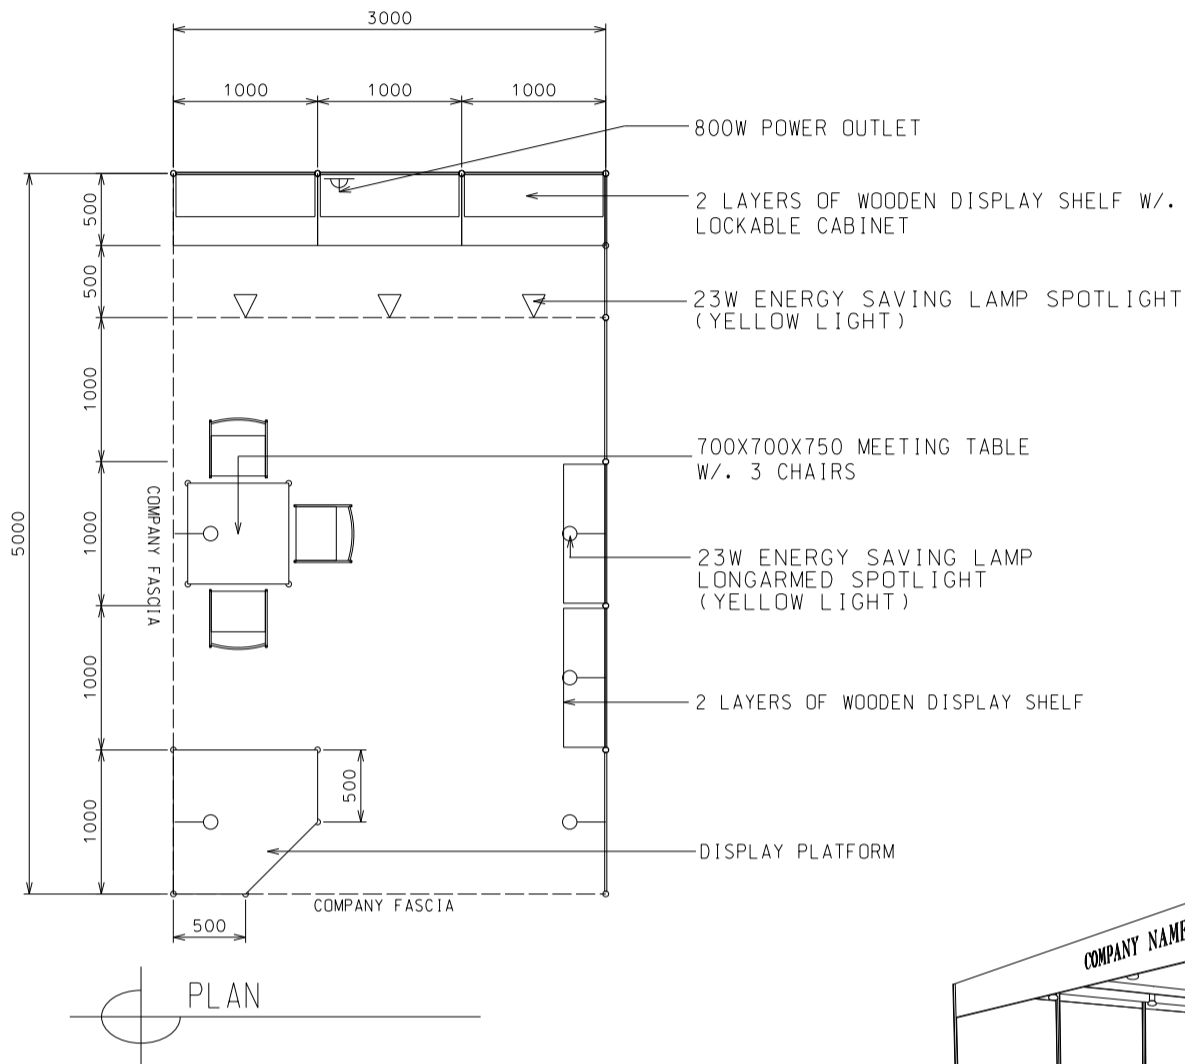 3000
1000
1000
1000
800W POWER OUTLET
500
2 LAYERS OF WOODEN DISPLAY SHELF W/.
LOCKABLE CABINET
500
23W ENERGY SAVING LAMP SPOTLIGHT
(YELLOW LIGHT)
1000
700X700X750 MEETING TABLE
W/. 3 CHAIRS
5000
1000
COMPANY FASCIA
23W ENERGY SAVING LAMP
LONGARMED SPOTLIGHT
(YELLOW LIGHT)
1000
2 LAYERS OF WOODEN DISPLAY SHELF
500
1000
DISPLAY PLATFORM
COMPANY FASCIA
500
PLAN
COMPANY NAME